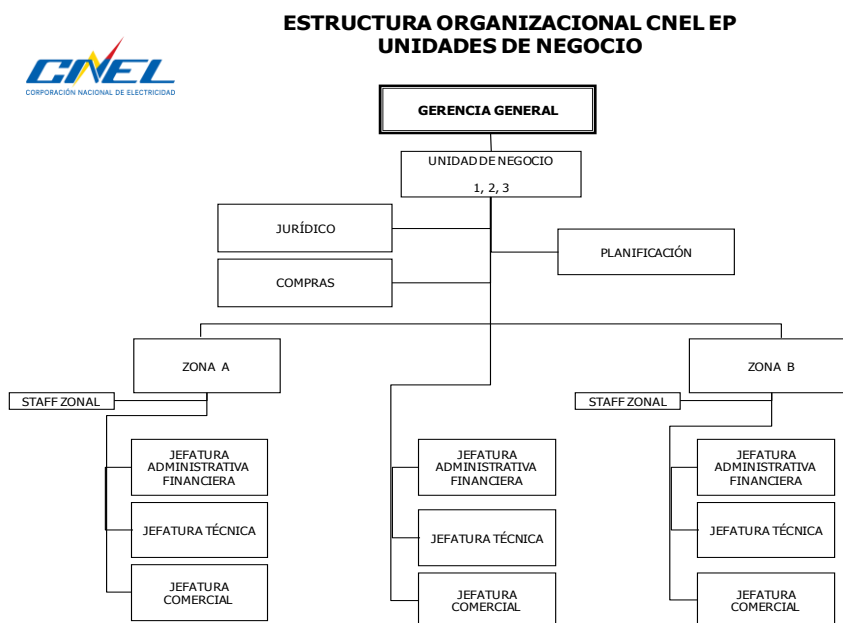 ESTRUCTURA ORGANIZACIONAL CNEL EP
UNIDADES DE NEGOCIO
CNEL
CORPORACIÓN NACIONAL DE ELECTRICIDAD
GERENCIA GENERAL
UNIDAD DE NEGOCIO
1, 2, 3
JURÍDICO
PLANIFICACIÓN
COMPRAS
ZONA A
ZONA B
STAFF ZONAL
STAFF ZONAL
JEFATURA
ADMINISTRATIVA
FINANCIERA
JEFATURA
ADMINISTRATIVA
FINANCIERA
JEFATURA
ADMINISTRATIVA
FINANCIERA
JEFATURA TÉCNICA
JEFATURA TÉCNICA
JEFATURA TÉCNICA
JEFATURA
COMERCIAL
JEFATURA
COMERCIAL
JEFATURA
COMERCIAL